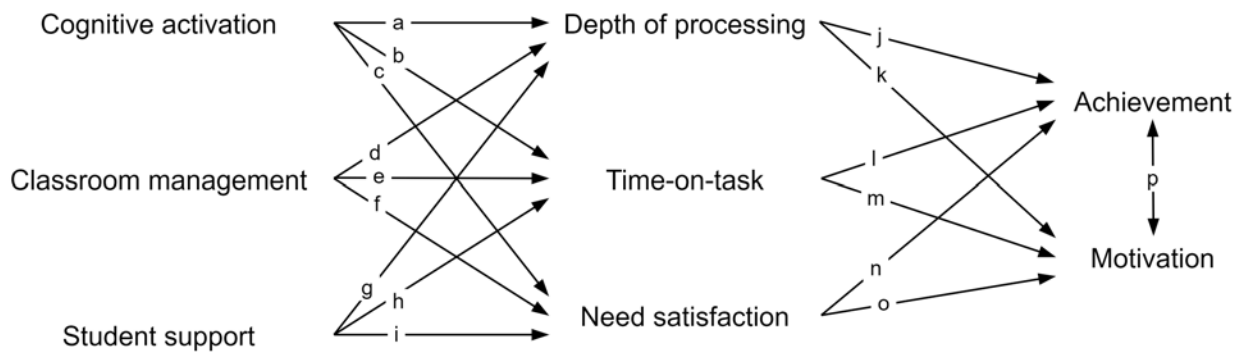 Cognitive activation
a
b
c
Depth of processing
j
k
Achievement
Classroom management
d
e
f
Time-on-task
l
m
p
Motivation
Student support
g
h
i
Need satisfaction
n
o